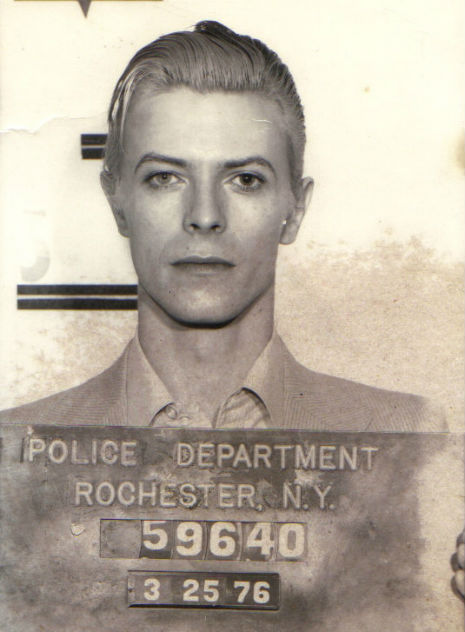 POLICE DEPARTMENT
ROCHESTER, N.Y.
59640
3 25 76